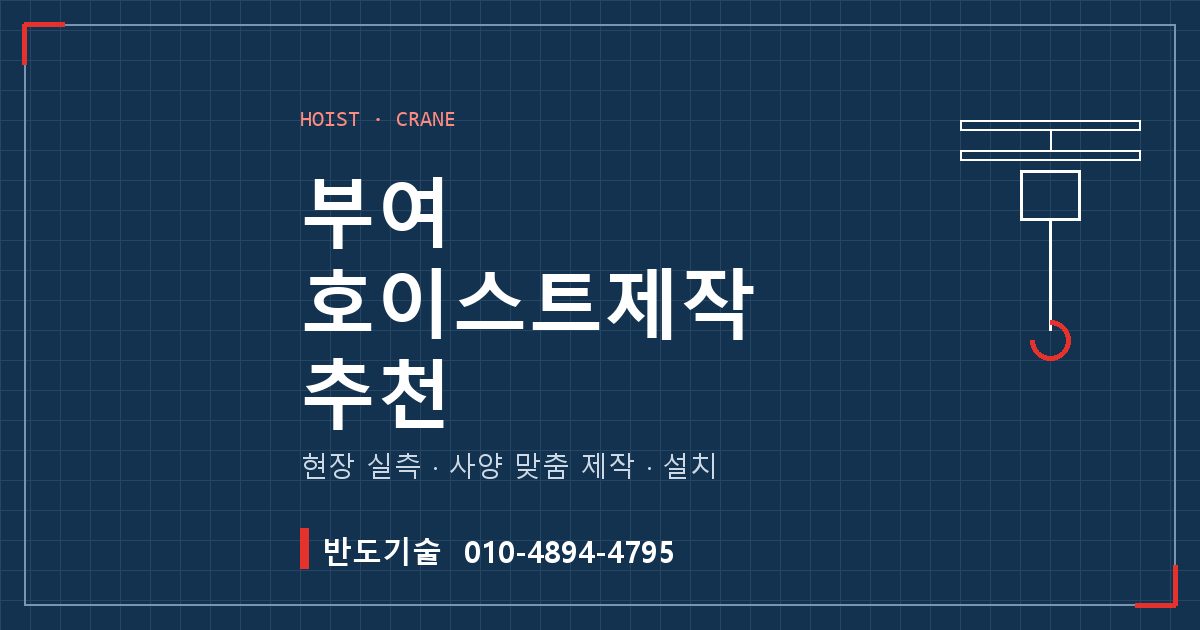 HOIST · CRANE
부여
호이스트제작
추천
현장 실측 · 사양 맞춤 제작 · 설치
반도기술 010-4894-4795